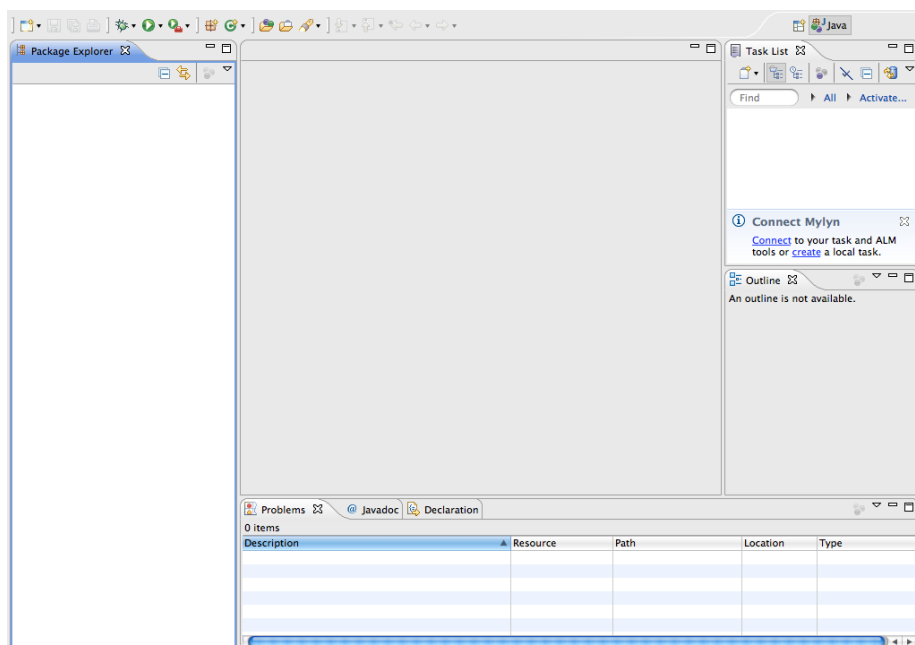 Java
Package Explorer
Task List
Find All Activate...
Connect Mylyn
Connect to your task and ALM
tools or create a local task.
Outline
An outline is not available.
Problems @ Javadoc Declaration
0 items
Description Resource Path Location Type